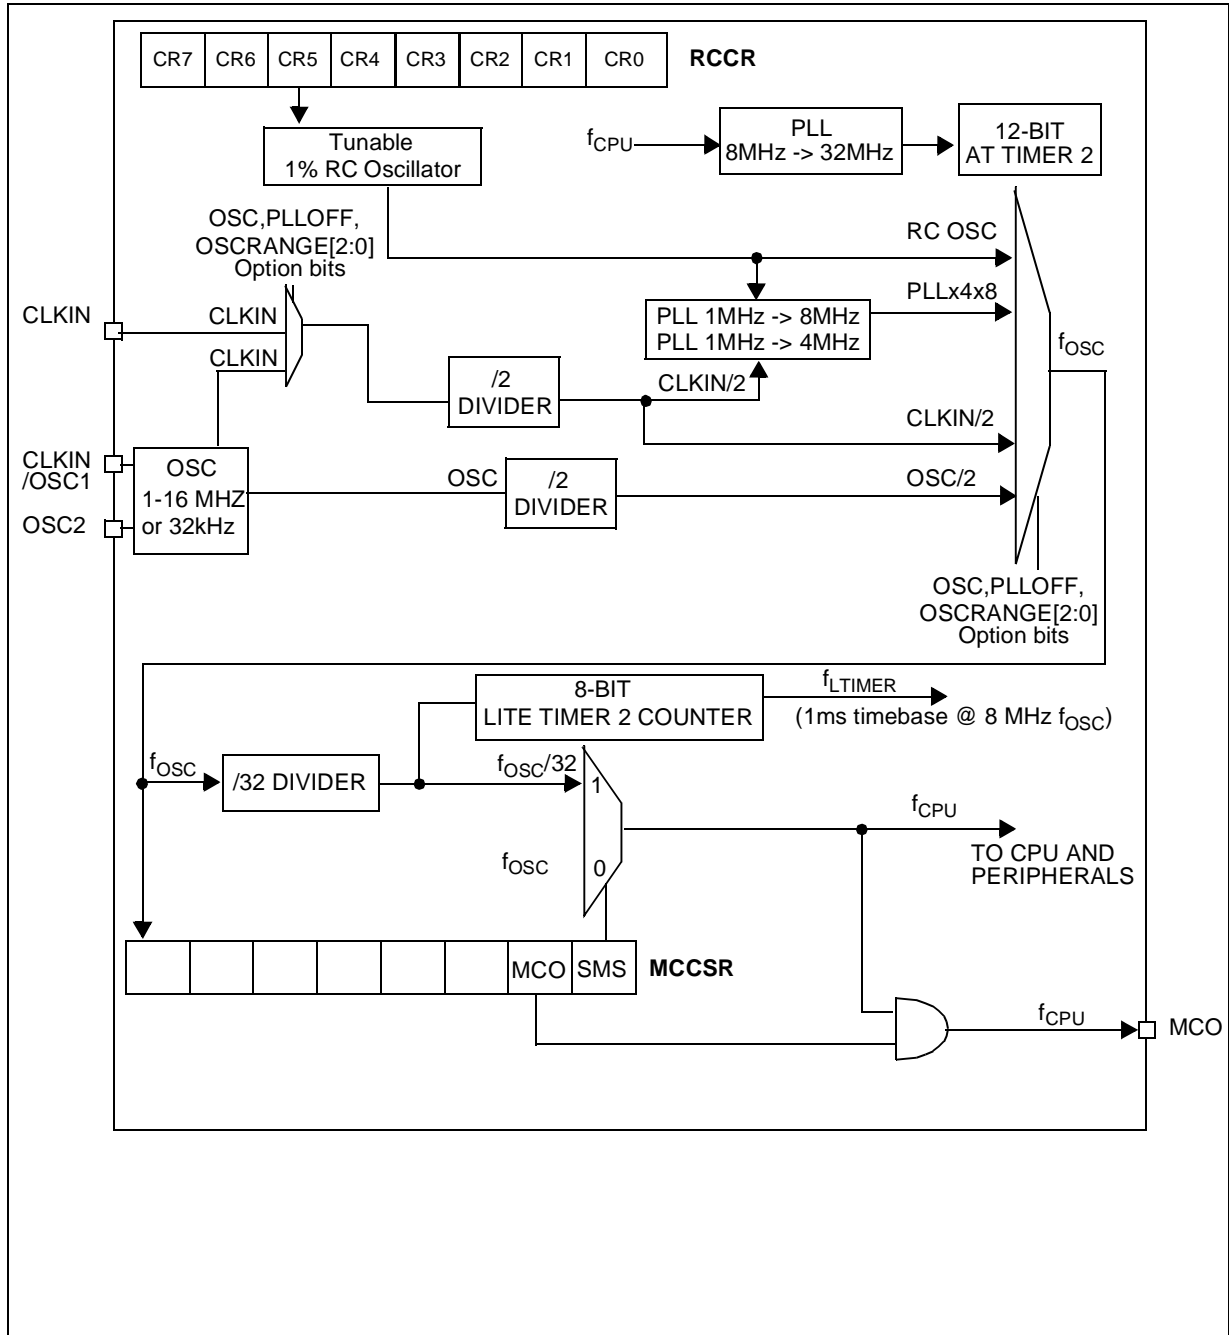 CR7 CR6 CR5 CR4 CR3 CR2 CR1 CR0 RCCR
Tunable
1% RC Oscillator
fCPU
PLL
8MHz -> 32MHz
12-BIT
AT TIMER 2
OSC,PLLOFF,
OSCRANGE[2:0]
Option bits
RC OSC
PLLx4x8
CLKIN
CLKIN
CLKIN
PLL 1MHz -> 8MHz
PLL 1MHz -> 4MHz
fOSC
/2
DIVIDER
CLKIN/2
CLKIN/2
CLKIN
/OSC1
OSC2
OSC
1-16 MHZ
or 32kHz
OSC
/2
DIVIDER
OSC/2
OSC,PLLOFF,
OSCRANGE[2:0]
Option bits
8-BIT
LITE TIMER 2 COUNTER
fLTIMER
(1ms timebase @ 8 MHz fOSC)
fOSC
/32 DIVIDER
fOSC/32
1
fCPU
TO CPU AND
PERIPHERALS
fOSC
0
MCO SMS MCCSR
fCPU
MCO